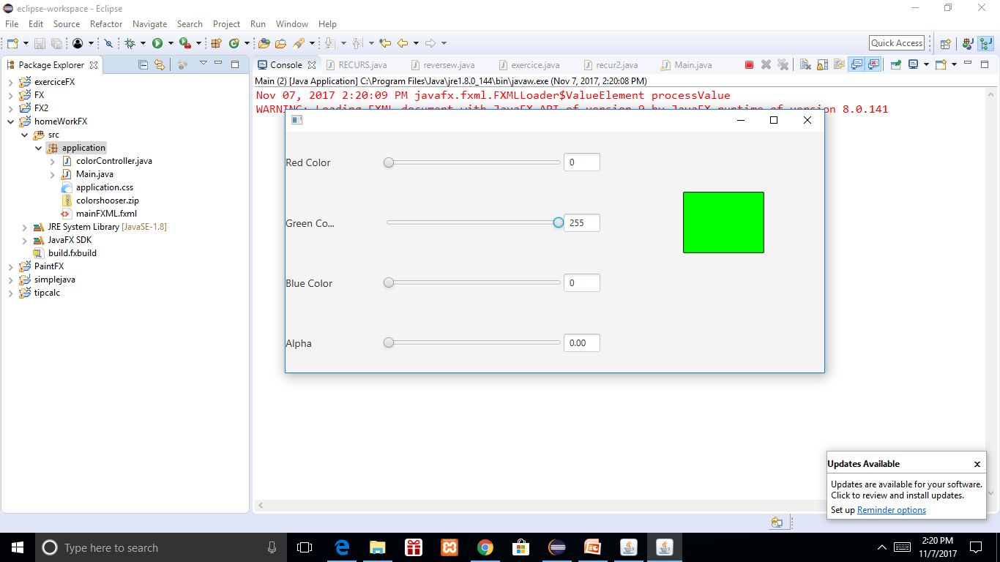 eclipse-workspace - Eclipse
File Edit Source Refactor Navigate Search Project Run Window Help
Quick Access
Package Explorer
Console RECURS.java reversew.java exercice.java recur2.java Main.java
Main (2) [Java Application] C:\Program Files\Java\jre1.8.0_144\bin\javaw.exe (Nov 7, 2017, 2:20:08 PM)
Nov 07, 2017 2:20:09 PM javafx.fxml.FXMLLoader$ValueElement processValue
WARNING: Loading FXML document with JavaFX API of version 9 by JavaFX runtime of version 8.0.141
exerciceFX
FX
FX2
homeWorkFX
src
application
colorController.java
Main.java
application.css
colorshooser.zip
mainFXML.fxml
JRE System Library [JavaSE-1.8]
JavaFX SDK
build.fxbuild
PaintFX
simplejava
tipcalc
Red Color 0
Green Co... 255
Blue Color 0
Alpha 0.00
Updates Available
Updates are available for your software.
Click to review and install updates.
Set up Reminder options
Type here to search
2:20 PM
11/7/2017